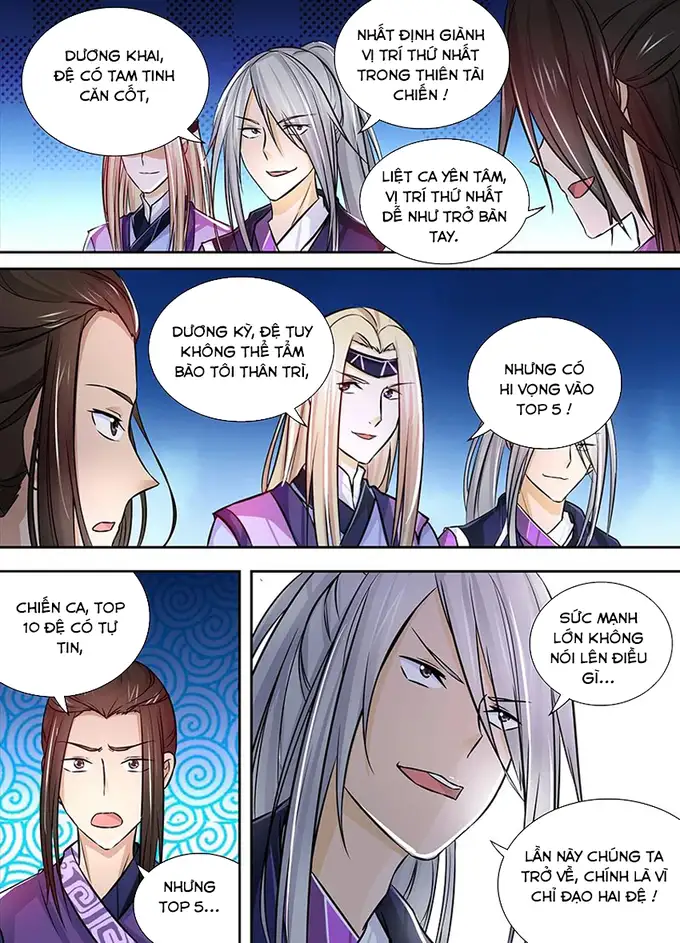 DƯƠNG KHAI,
ĐỆ CÓ TAM TINH
CĂN CỐT,
NHẤT ĐỊNH GIÀNH
VỊ TRÍ THỨ NHẤT
TRONG THIÊN TÀI
CHIẾN !
LIỆT CA YÊN TÂM,
VỊ TRÍ THỨ NHẤT
DỄ NHƯ TRỞ BÀN
TAY.
DƯƠNG KỲ, ĐỆ TUY
KHÔNG THỂ TẨM
BÀO TÔI THÂN TRÌ,
NHƯNG CÓ
HI VỌNG VÀO
TOP 5 !
CHIẾN CA, TOP
10 ĐỆ CÓ TỰ
TIN,
NHƯNG
TOP 5...
SỨC MẠNH
LỚN KHÔNG
NÓI LÊN ĐIỀU
GÌ...
LẦN NÀY CHÚNG TA
TRỞ VỀ, CHÍNH LÀ VÌ
CHỈ ĐẠO HAI ĐỆ !